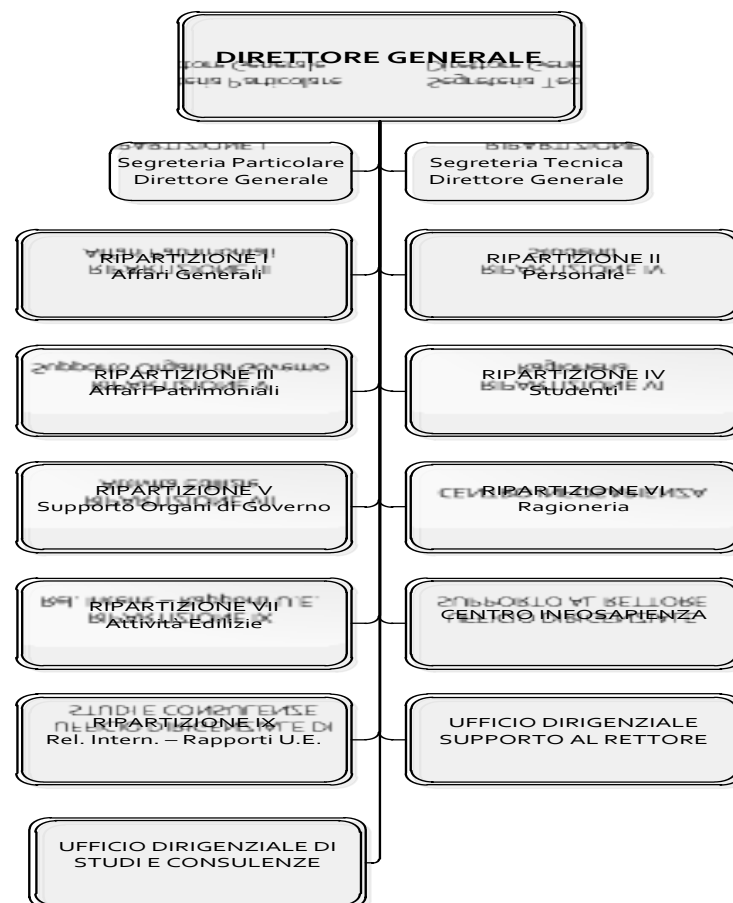 DIRETTORE GENERALE
Segreteria Particolare
Direttore Generale
Segreteria Tecnica
Direttore Generale
RIPARTIZIONE I
Affari Generali
RIPARTIZIONE II
Personale
RIPARTIZIONE III
Affari Patrimoniali
RIPARTIZIONE IV
Studenti
RIPARTIZIONE V
Supporto Organi di Governo
RIPARTIZIONE VI
Ragioneria
RIPARTIZIONE VII
Attività Edilizie
CENTRO INFOSAPIENZA
RIPARTIZIONE IX
Rel. Intern. – Rapporti U.E.
UFFICIO DIRIGENZIALE
SUPPORTO AL RETTORE
UFFICIO DIRIGENZIALE DI
STUDI E CONSULENZE